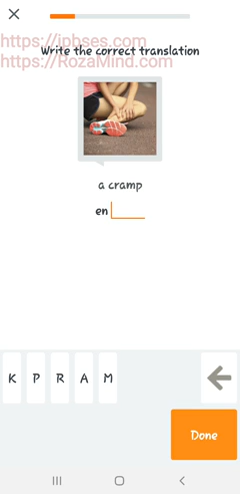 https://jpbses.com
Write the correct translation
https://RozaMind.com
a cramp
en
K P R A M
Done